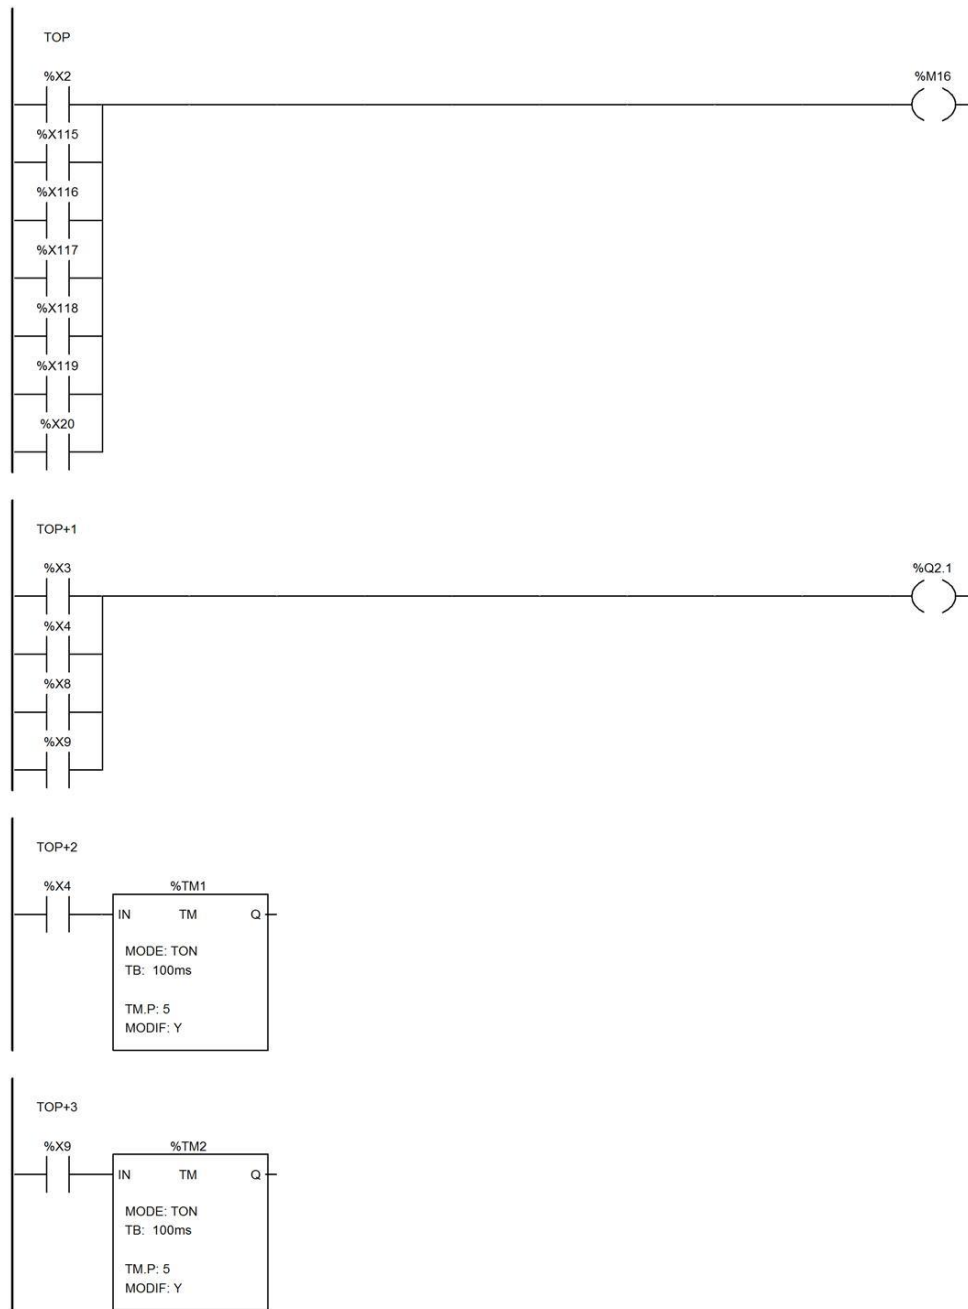 TOP
%X2 %M16
%X115
%X116
%X117
%X118
%X119
%X20
TOP+1
%X3 %Q2.1
%X4
%X8
%X9
TOP+2
%X4 %TM1
IN TM Q
MODE: TON
TB: 100ms
TM.P: 5
MODIF: Y
TOP+3
%X9 %TM2
IN TM Q
MODE: TON
TB: 100ms
TM.P: 5
MODIF: Y